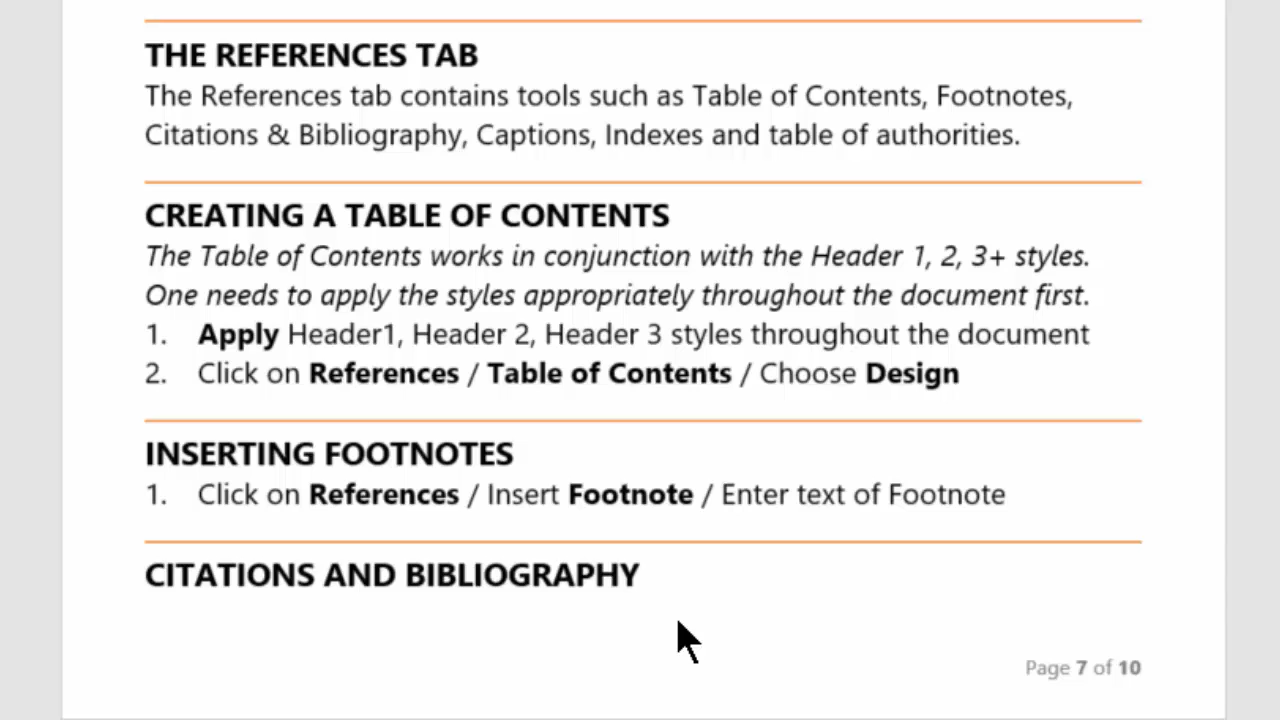 THE REFERENCES TAB
The References tab contains tools such as Table of Contents, Footnotes,
Citations & Bibliography, Captions, Indexes and table of authorities.
CREATING A TABLE OF CONTENTS
The Table of Contents works in conjunction with the Header 1, 2, 3+ styles.
One needs to apply the styles appropriately throughout the document first.
1. Apply Header1, Header 2, Header 3 styles throughout the document
2. Click on References / Table of Contents / Choose Design
INSERTING FOOTNOTES
1. Click on References / Insert Footnote / Enter text of Footnote
CITATIONS AND BIBLIOGRAPHY
Page 7 of 10